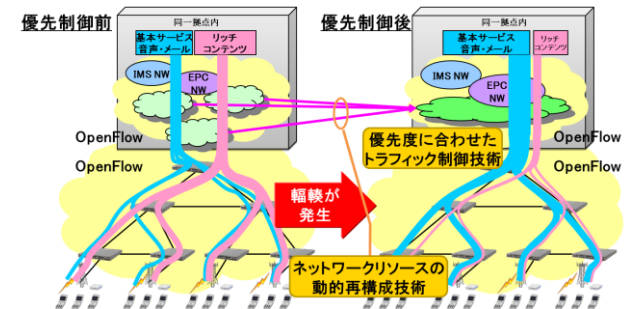 優先制御前
同一拠点内
基本サービス
音声・メール
リッチ
コンテンツ
IMS NW
EPC
NW
OpenFlow
OpenFlow
輻輳が
発生
優先制御後
同一拠点内
基本サービス
音声・メール
リッチ
コンテンツ
IMS NW
EPC
NW
優先度に合わせた
トラフィック制御技術
OpenFlow
OpenFlow
ネットワークリソースの
動的再構成技術